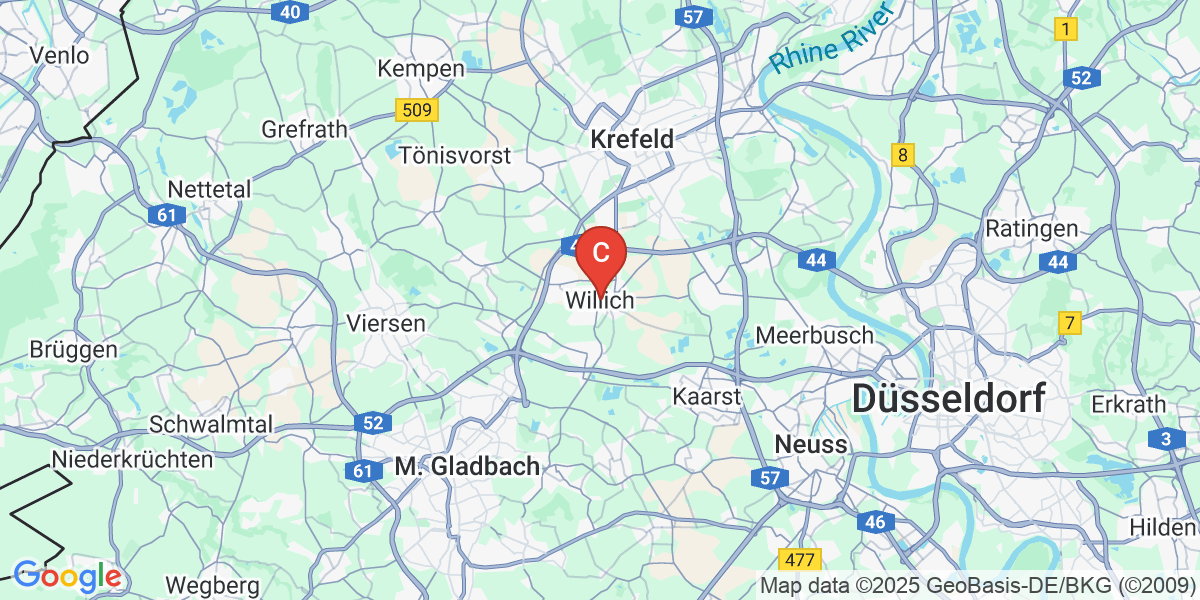 40
57
1
Venlo
Rhine River
Kempen
52
509
Grefrath
Krefeld
Tönisvorst
8
Nettetal
61
Ratingen
C
44
44
Willich
Viersen
7
Meerbusch
Brüggen
Kaarst
Düsseldorf
Erkrath
52
Schwalmtal
3
Neuss
Niederkrüchten
61
M. Gladbach
57
46
Hilden
477
Google
Wegberg
Map data ©2025 GeoBasis-DE/BKG (©2009)